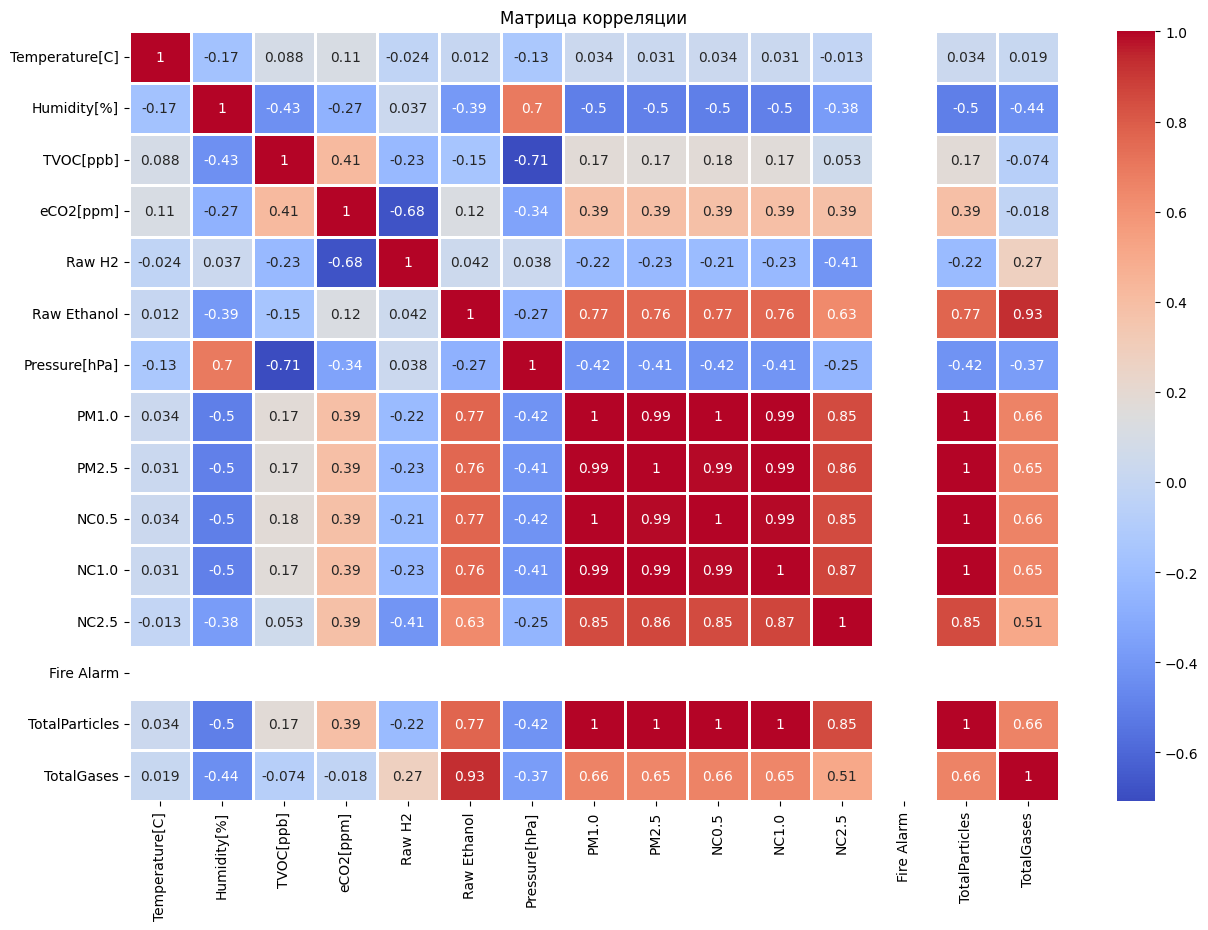 Матрица корреляции
Temperature[C] 1 -0.17 0.088 0.11 -0.024 0.012 -0.13 0.034 0.031 0.034 0.031 -0.013 0.034 0.019
Humidity[%] -0.17 1 -0.43 -0.27 0.037 -0.39 0.7 -0.5 -0.5 -0.5 -0.5 -0.38 -0.5 -0.44
TVOC[ppb] 0.088 -0.43 1 0.41 -0.23 -0.15 -0.71 0.17 0.17 0.18 0.17 0.053 0.17 -0.074
eCO2[ppm] 0.11 -0.27 0.41 1 -0.68 0.12 -0.34 0.39 0.39 0.39 0.39 0.39 0.39 -0.018
Raw H2 -0.024 0.037 -0.23 -0.68 1 0.042 0.038 -0.22 -0.23 -0.21 -0.23 -0.41 -0.22 0.27
Raw Ethanol 0.012 -0.39 -0.15 0.12 0.042 1 -0.27 0.77 0.76 0.77 0.76 0.63 0.77 0.93
Pressure[hPa] -0.13 0.7 -0.71 -0.34 0.038 -0.27 1 -0.42 -0.41 -0.42 -0.41 -0.25 -0.42 -0.37
PM1.0 0.034 -0.5 0.17 0.39 -0.22 0.77 -0.42 1 0.99 1 0.99 0.85 1 0.66
PM2.5 0.031 -0.5 0.17 0.39 -0.23 0.76 -0.41 0.99 1 0.99 0.99 0.86 1 0.65
NC0.5 0.034 -0.5 0.18 0.39 -0.21 0.77 -0.42 1 0.99 1 0.99 0.85 1 0.66
NC1.0 0.031 -0.5 0.17 0.39 -0.23 0.76 -0.41 0.99 0.99 0.99 1 0.87 1 0.65
NC2.5 -0.013 -0.38 0.053 0.39 -0.41 0.63 -0.25 0.85 0.86 0.85 0.87 1 0.85 0.51
Fire Alarm
TotalParticles 0.034 -0.5 0.17 0.39 -0.22 0.77 -0.42 1 1 1 1 0.85 1 0.66
TotalGases 0.019 -0.44 -0.074 -0.018 0.27 0.93 -0.37 0.66 0.65 0.66 0.65 0.51 0.66 1
Temperature[C]
Humidity[%]
TVOC[ppb]
eCO2[ppm]
Raw H2
Raw Ethanol
Pressure[hPa]
PM1.0
PM2.5
NC0.5
NC1.0
NC2.5
Fire Alarm
TotalParticles
TotalGases
1.0
0.8
0.6
0.4
0.2
0.0
−0.2
−0.4
−0.6